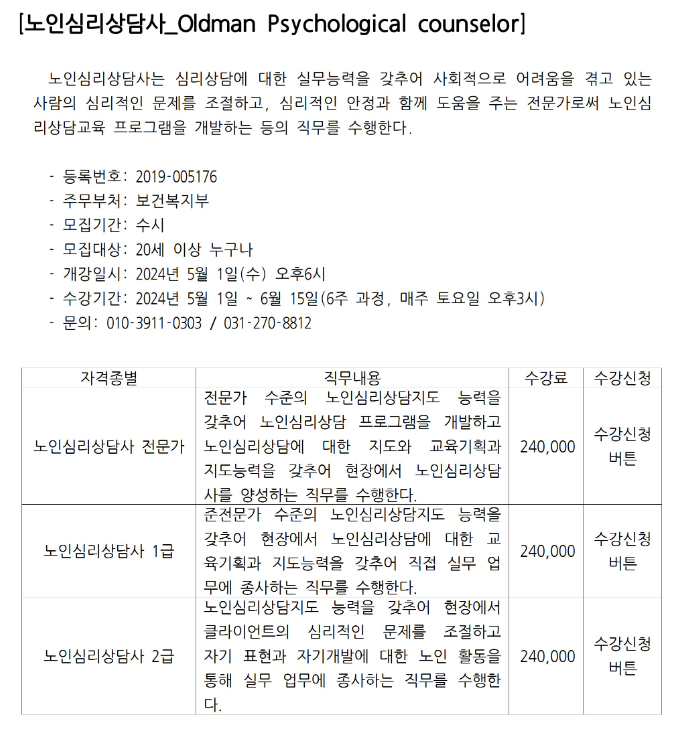 [노인심리상담사_Oldman Psychological counselor]
노인심리상담사는 심리상담에 대한 실무능력을 갖추어 사회적으로 어려움을 겪고 있는
사람의 심리적인 문제를 조절하고, 심리적인 안정과 함께 도움을 주는 전문가로써 노인심
리상담교육 프로그램을 개발하는 등의 직무를 수행한다.
- 등록번호: 2019-005176
- 주무부처: 보건복지부
- 모집기간: 수시
- 모집대상: 20세 이상 누구나
- 개강일시: 2024년 5월 1일(수) 오후6시
- 수강기간: 2024년 5월 1일 ~ 6월 15일(6주 과정, 매주 토요일 오후3시)
- 문의: 010-3911-0303 / 031-270-8812
자격종별 직무내용 수강료 수강신청
노인심리상담사 전문가
전문가 수준의 노인심리상담지도 능력을
갖추어 노인심리상담 프로그램을 개발하고
노인심리상담에 대한 지도와 교육기획과
지도능력을 갖추어 현장에서 노인심리상담
사를 양성하는 직무를 수행한다.
240,000
수강신청
버튼
노인심리상담사 1급
준전문가 수준의 노인심리상담지도 능력을
갖추어 현장에서 노인심리상담에 대한 교
육기획과 지도능력을 갖추어 직접 실무 업
무에 종사하는 직무를 수행한다.
240,000
수강신청
버튼
노인심리상담사 2급
노인심리상담지도 능력을 갖추어 현장에서
클라이언트의 심리적인 문제를 조절하고
자기 표현과 자기개발에 대한 노인 활동을
통해 실무 업무에 종사하는 직무를 수행한
다.
240,000
수강신청
버튼